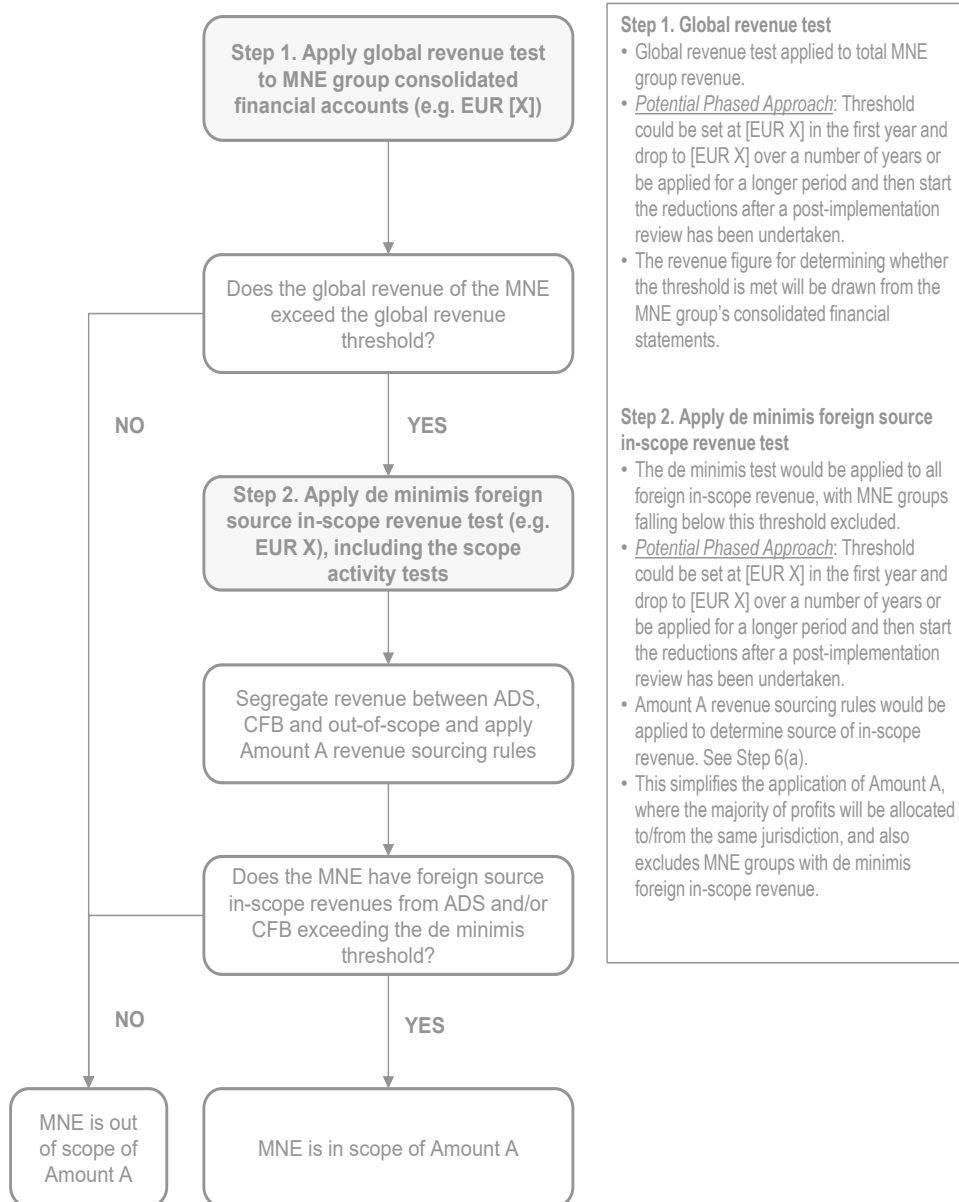 Step 1. Apply global revenue test
to MNE group consolidated
financial accounts (e.g. EUR [X])
Does the global revenue of the MNE
exceed the global revenue
threshold?
NO
YES
Step 2. Apply de minimis foreign
source in-scope revenue test (e.g.
EUR X), including the scope
activity tests
Segregate revenue between ADS,
CFB and out-of-scope and apply
Amount A revenue sourcing rules
Does the MNE have foreign source
in-scope revenues from ADS and/or
CFB exceeding the de minimis
threshold?
NO
YES
MNE is out
of scope of
Amount A
MNE is in scope of Amount A
Step 1. Global revenue test
• Global revenue test applied to total MNE
group revenue.
• Potential Phased Approach: Threshold
could be set at [EUR X] in the first year and
drop to [EUR X] over a number of years or
be applied for a longer period and then start
the reductions after a post-implementation
review has been undertaken.
• The revenue figure for determining whether
the threshold is met will be drawn from the
MNE group's consolidated financial
statements.
Step 2. Apply de minimis foreign source
in-scope revenue test
• The de minimis test would be applied to all
foreign in-scope revenue, with MNE groups
falling below this threshold excluded.
• Potential Phased Approach: Threshold
could be set at [EUR X] in the first year and
drop to [EUR X] over a number of years or
be applied for a longer period and then start
the reductions after a post-implementation
review has been undertaken.
• Amount A revenue sourcing rules would be
applied to determine source of in-scope
revenue. See Step 6(a).
• This simplifies the application of Amount A,
where the majority of profits will be allocated
to/from the same jurisdiction, and also
excludes MNE groups with de minimis
foreign in-scope revenue.